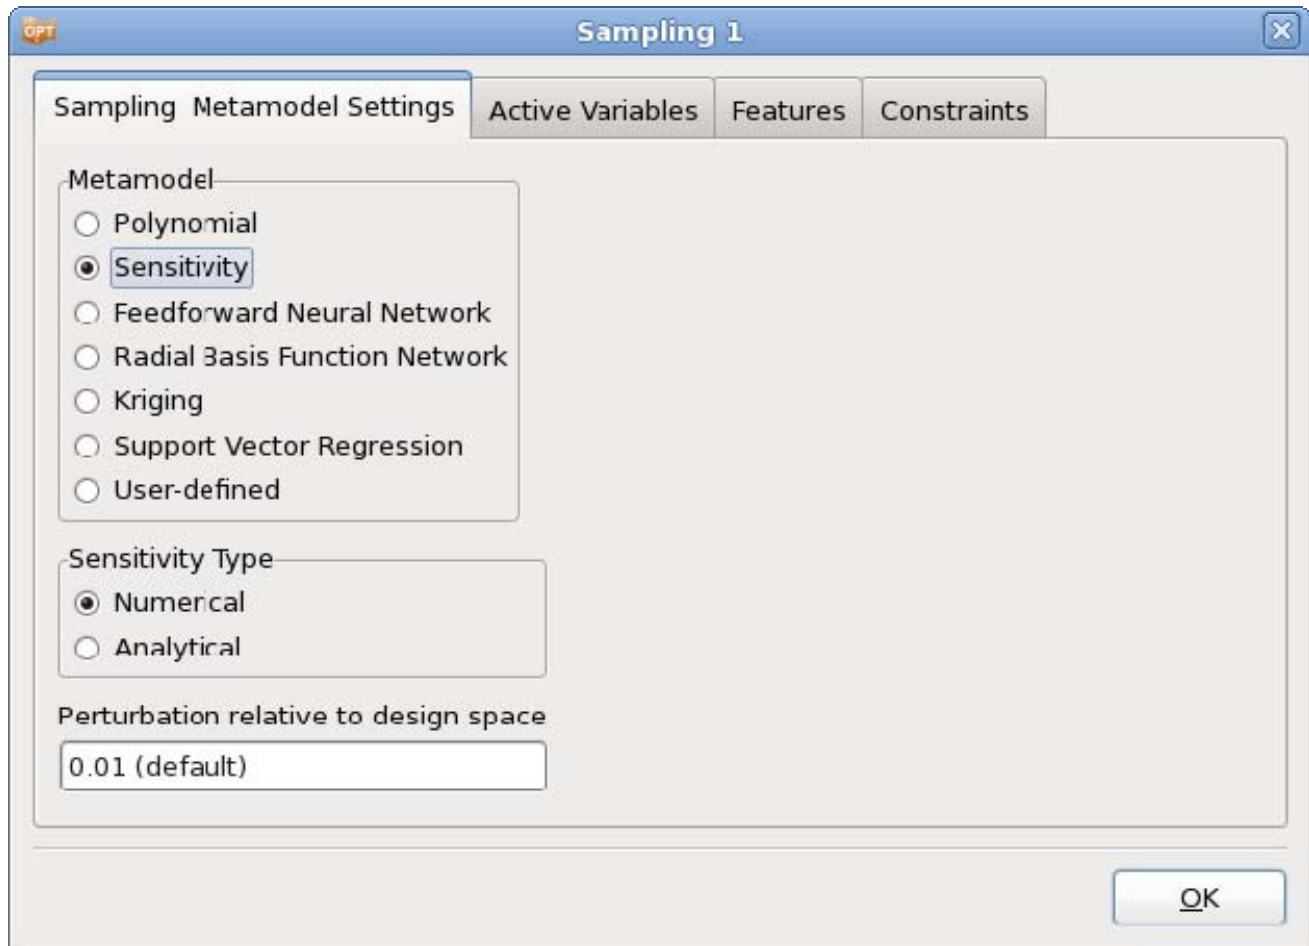 OPT
Sampling 1
Sampling Metamodel Settings
Active Variables
Features
Constraints
Metamodel
Polynomial
Sensitivity
Feedforward Neural Network
Radial Basis Function Network
Kriging
Support Vector Regression
User-defined
Sensitivity Type
Numerical
Analytical
Perturbation relative to design space
0.01 (default)
OK